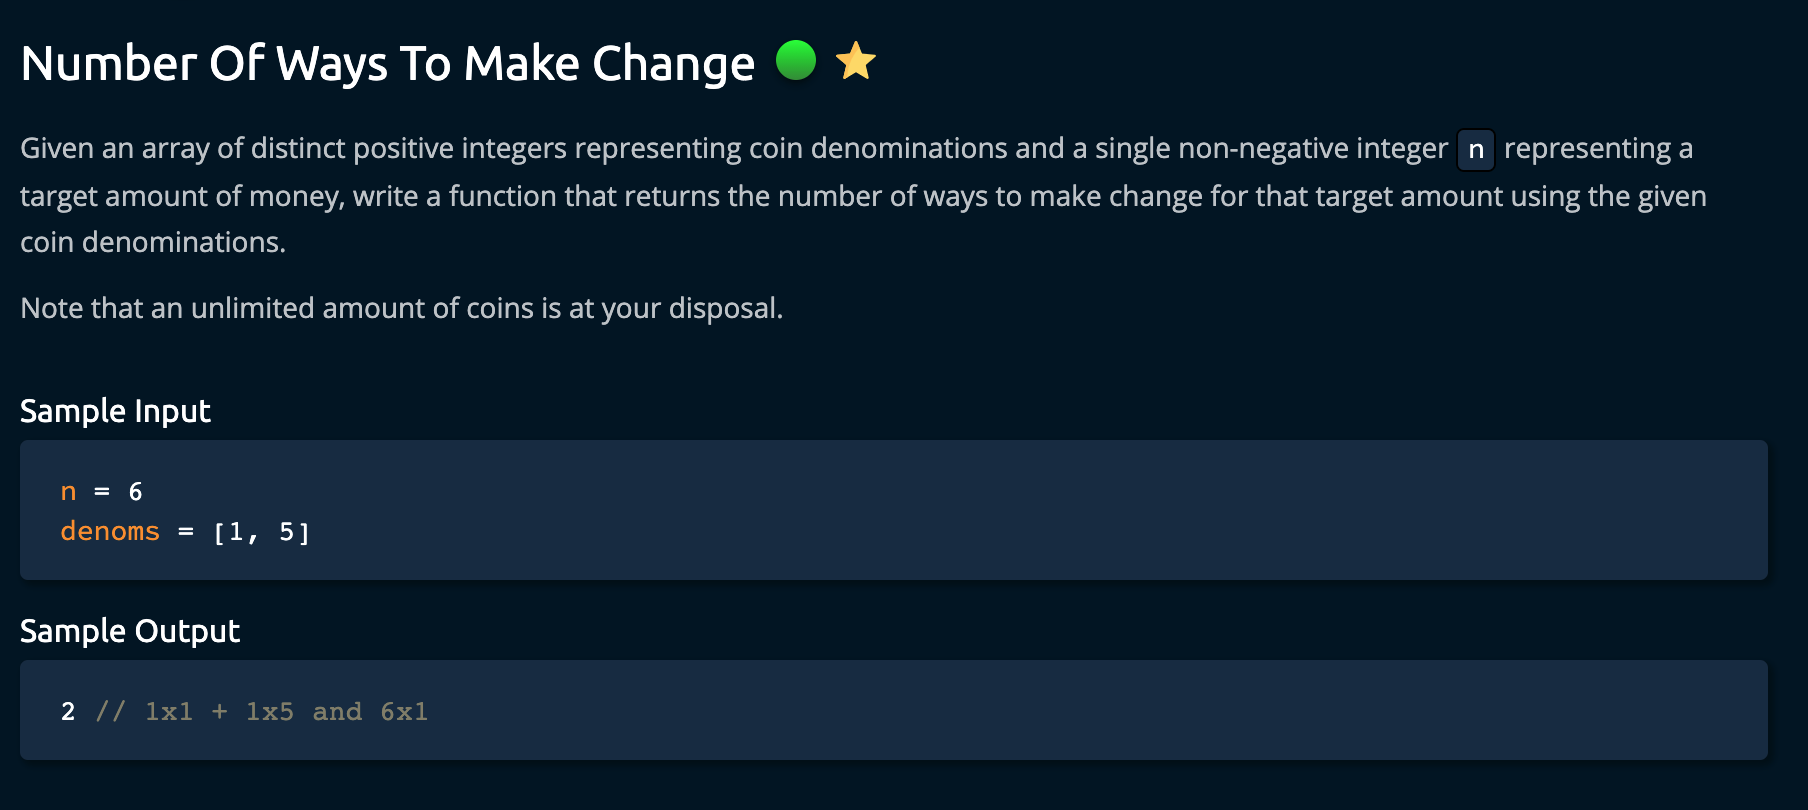 Number Of Ways To Make Change
Given an array of distinct positive integers representing coin denominations and a single non-negative integer n representing a
target amount of money, write a function that returns the number of ways to make change for that target amount using the given
coin denominations.
Note that an unlimited amount of coins is at your disposal.
Sample Input
n = 6
denoms = [1, 5]
Sample Output
2 // 1x1 + 1x5 and 6x1